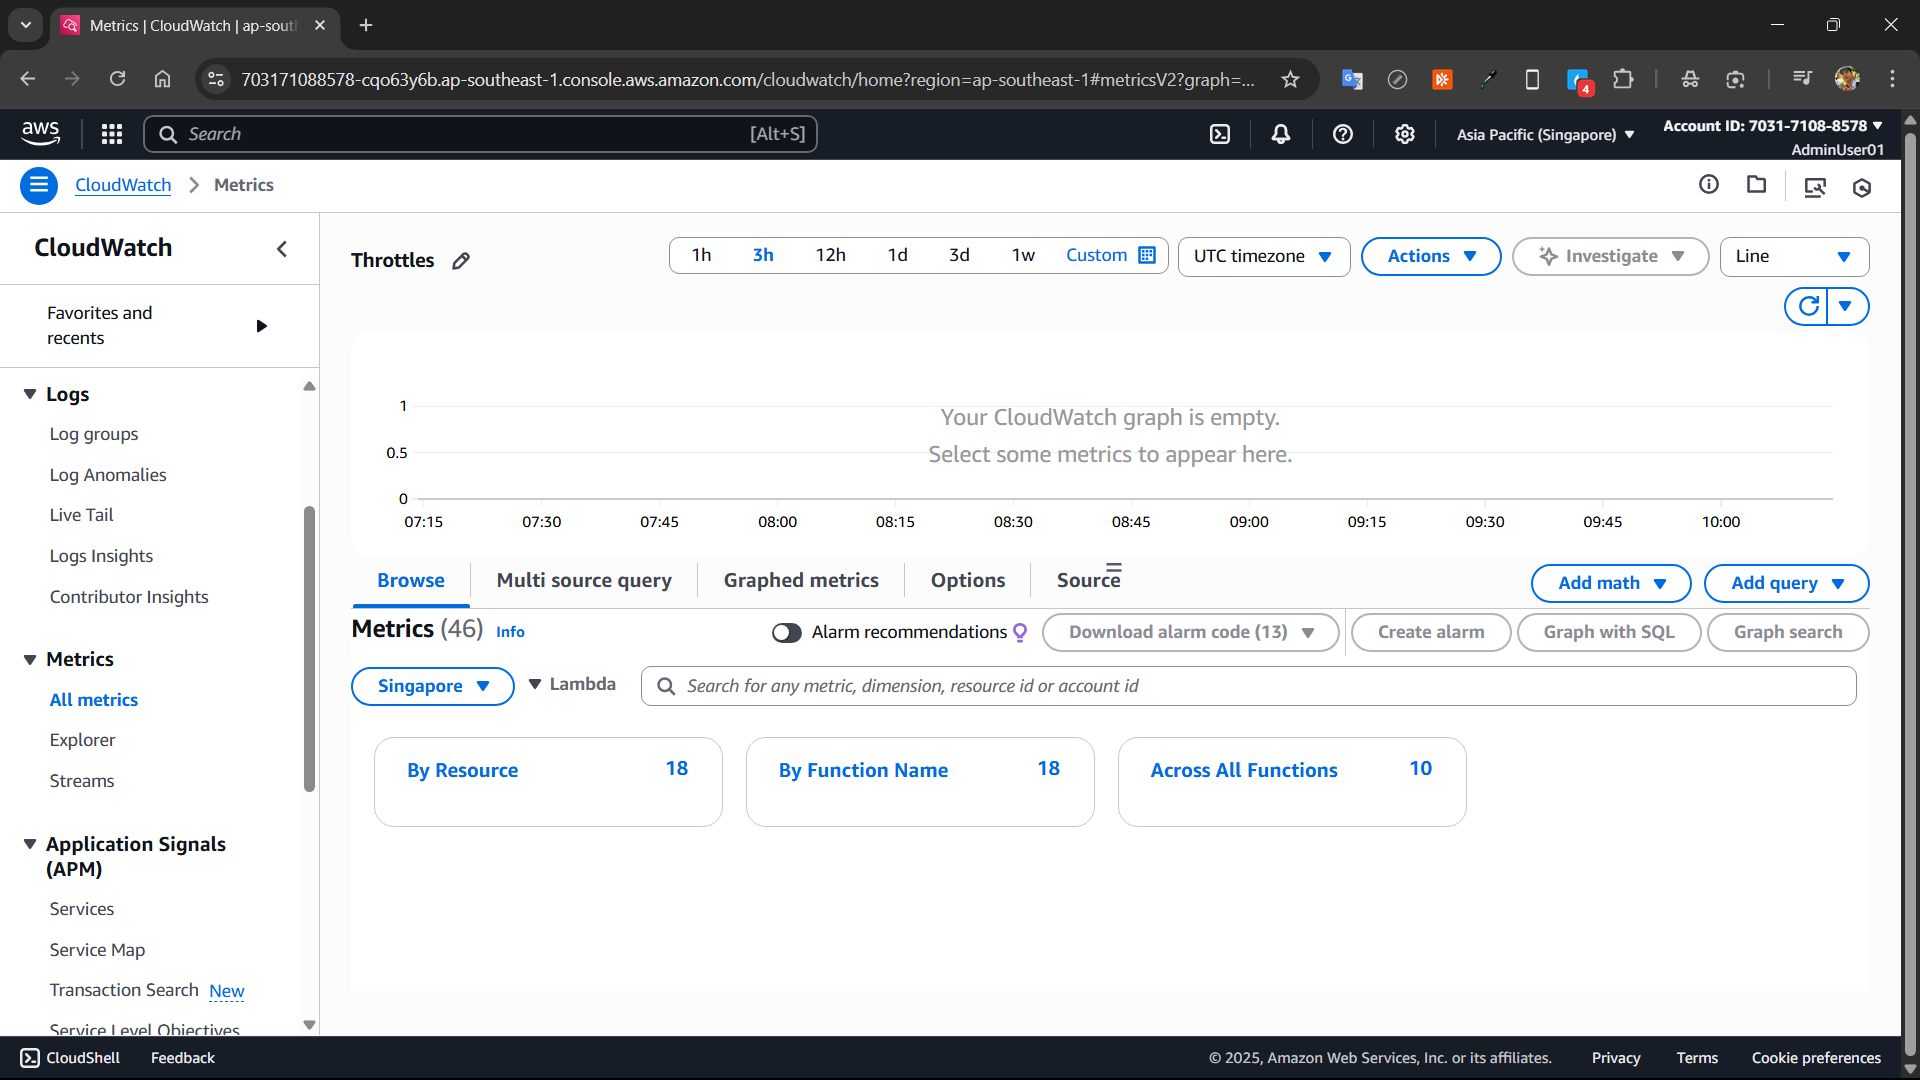 Metrics | CloudWatch | ap-sout
703171088578-cqo63y6b.ap-southeast-1.console.aws.amazon.com/cloudwatch/home?region=ap-southeast-1#metricsV2?graph=...
4
aws
Search
[Alt+S]
Asia Pacific (Singapore)
Account ID: 7031-7108-8578
AdminUser01
CloudWatch
Metrics
CloudWatch
Favorites and
recents
Logs
Log groups
Log Anomalies
Live Tail
Logs Insights
Contributor Insights
Metrics
All metrics
Explorer
Streams
Application Signals
(APM)
Services
Service Map
Transaction Search New
Service Level Objectives
Throttles
1h 3h 12h 1d 3d 1w Custom
UTC timezone
Actions
Investigate
Line
1
0.5
0
Your CloudWatch graph is empty.
Select some metrics to appear here.
07:15 07:30 07:45 08:00 08:15 08:30 08:45 09:00 09:15 09:30 09:45 10:00
Browse
Multi source query
Graphed metrics
Options
Source
Add math
Add query
Metrics (46) Info
Alarm recommendations
Download alarm code (13)
Create alarm
Graph with SQL
Graph search
Singapore
Lambda
Search for any metric, dimension, resource id or account id
By Resource 18
By Function Name 18
Across All Functions 10
CloudShell
Feedback
© 2025, Amazon Web Services, Inc. or its affiliates.
Privacy
Terms
Cookie preferences